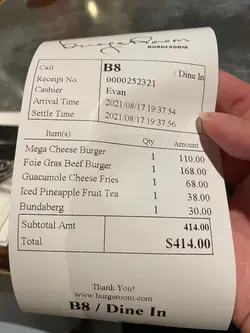 BurgeRoom
BURGEROOM
Call B8 / Dine In
Receipt No 0000252321
Cashier Evan
Arrival Time 2021/08/17 19:37:54
Settle Time 2021/08/17 19:37:56
Item(s) Qty Amount
Mega Cheese Burger 1 110.00
Foie Gras Beef Burger 1 168.00
Guacamole Cheese Fries 1 68.00
Iced Pineapple Fruit Tea 1 38.00
Bundaberg 1 30.00
Subtotal Amt 414.00
Total $414.00
Thank You!
www.burgeroom.com
B8 / Dine In